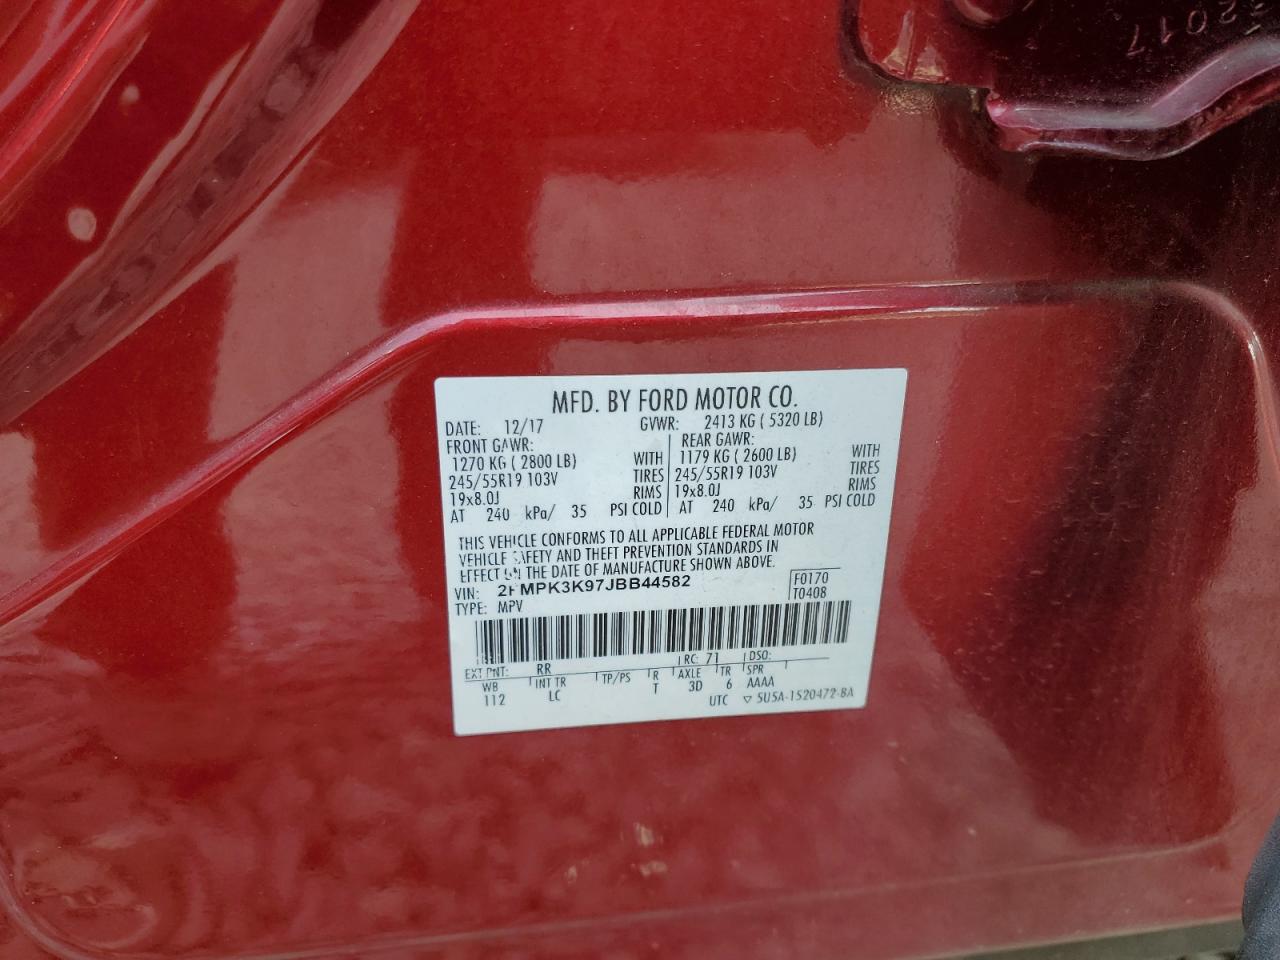 2017
MFD. BY FORD MOTOR CO.
DATE: 12/17 GVWR: 2413 KG ( 5320 LB)
FRONT GAWR: REAR GAWR:
1270 KG ( 2800 LB) WITH 1179 KG ( 2600 LB) WITH
245/55R19 103V TIRES 245/55R19 103V TIRES
19x8.0J RIMS 19x8.0J RIMS
AT 240 kPa/ 35 PSI COLD AT 240 kPa/ 35 PSI COLD
THIS VEHICLE CONFORMS TO ALL APPLICABLE FEDERAL MOTOR
VEHICLE SAFETY AND THEFT PREVENTION STANDARDS IN
EFFECT ON THE DATE OF MANUFACTURE SHOWN ABOVE.
VIN: 2FMPK3K97JBB44582 F0170
TYPE: MPV T0408
EXT PNT: RR RC: 71 DSO:
WB INT TR TP/PS R AXLE TR SPR
112 LC T 3D 6 AAAA
UTC ▽ 5U5A-1520472-BA